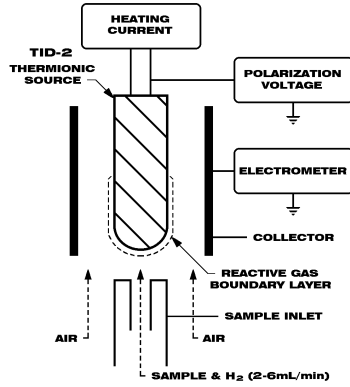 HEATING
CURRENT
TID-2
THERMIONIC
SOURCE
POLARIZATION
VOLTAGE
ELECTROMETER
COLLECTOR
REACTIVE GAS
BOUNDARY LAYER
SAMPLE INLET
AIR
AIR
SAMPLE & H₂ (2-6mL/min)